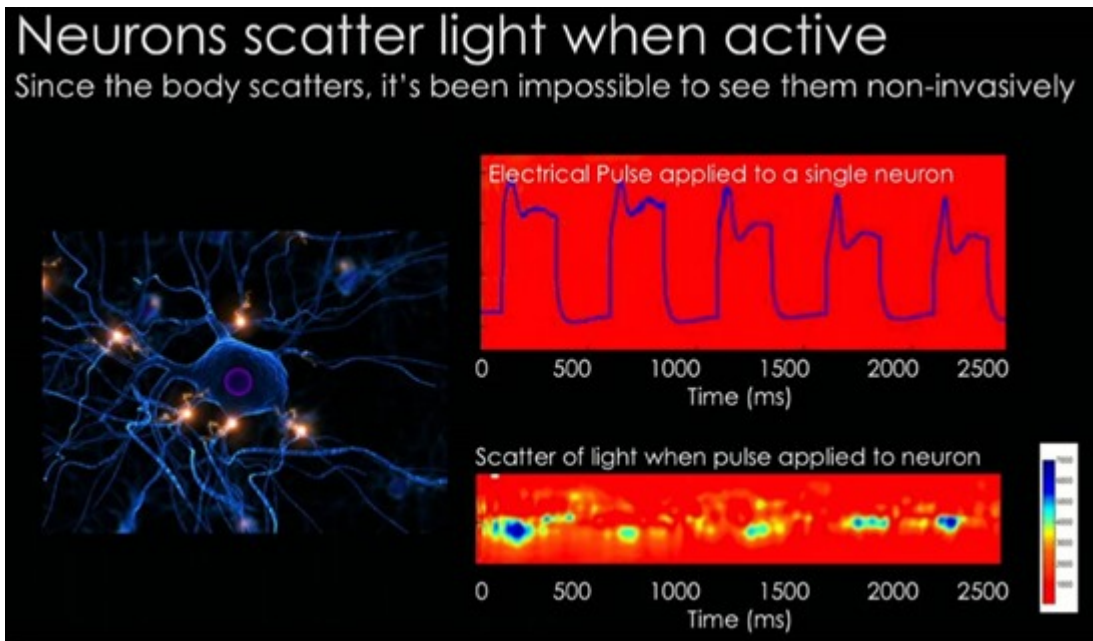 Neurons scatter light when active
Since the body scatters, it's been impossible to see them non-invasively
Electrical Pulse applied to a single neuron
0 500 1000 1500 2000 2500
Time (ms)
Scatter of light when pulse applied to neuron
0 500 1000 1500 2000 2500
Time (ms)